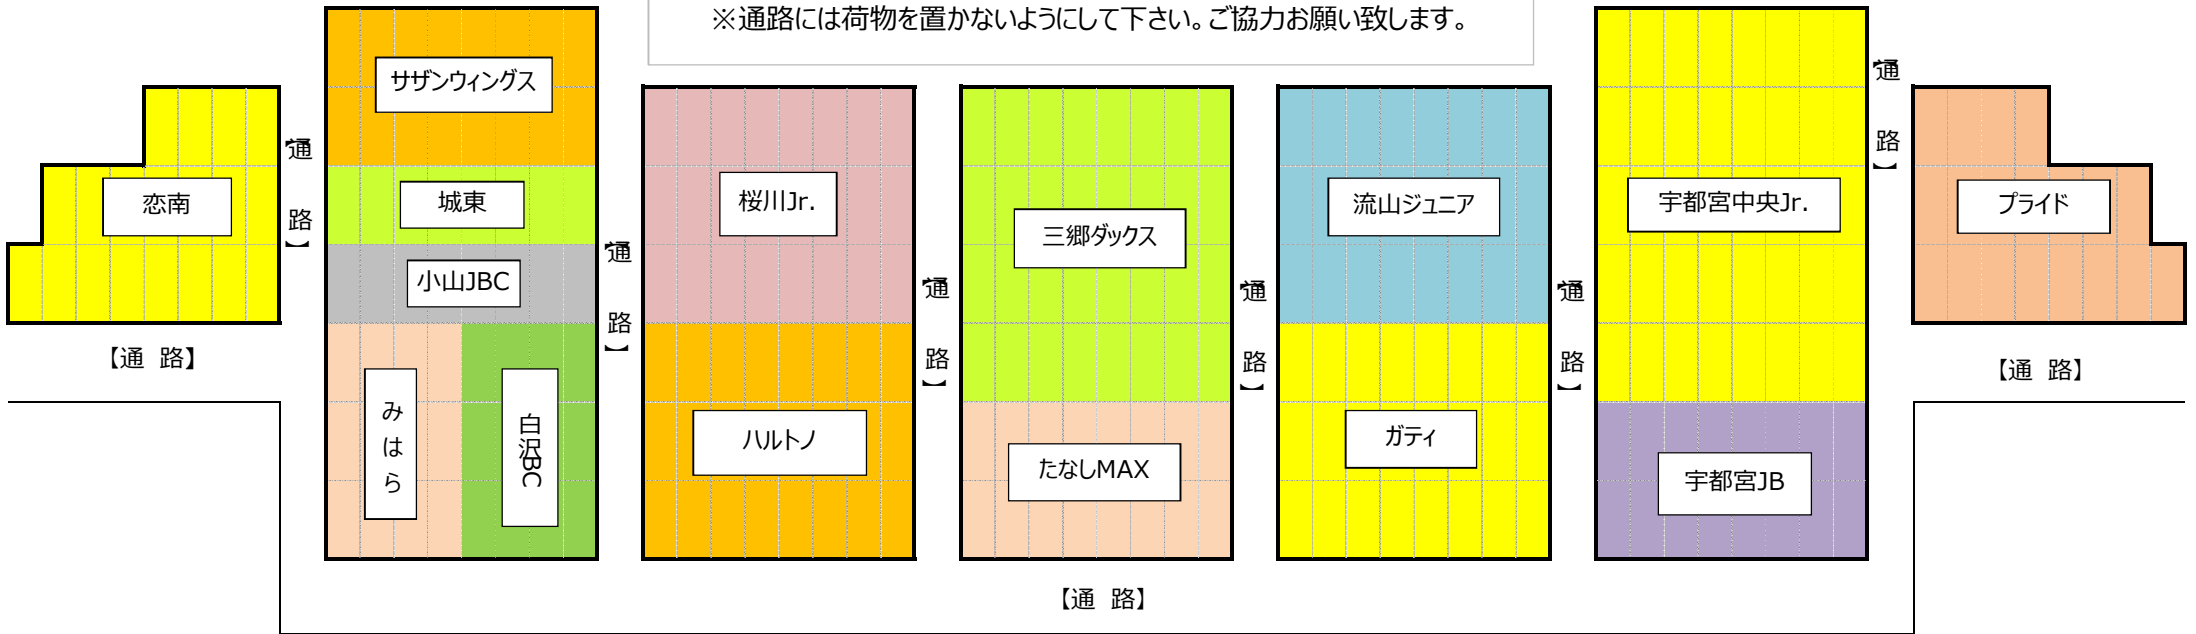 ※通路には荷物を置かないようにして下さい。ご協力お願い致します。
サザンウィングス
【通 路】
【通 路】
恋南
城東
桜川Jr.
三郷ダックス
流山ジュニア
宇都宮中央Jr.
プライド
小山JBC
【通 路】
【通 路】
【通 路】
【通 路】
【通 路】
【通 路】
みはら
白沢BC
ハルトノ
たなしMAX
ガティ
宇都宮JB
【通 路】